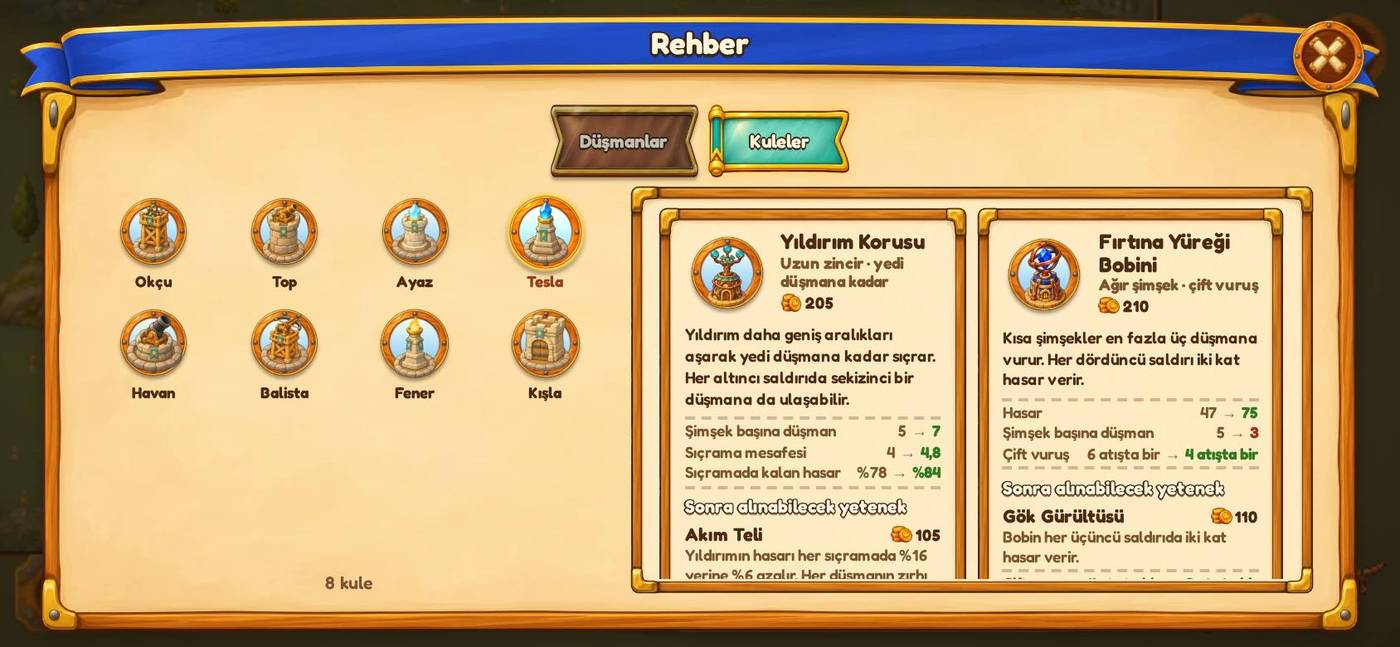 Rehber
Düşmanlar
Kuleler
Okçu
Top
Ayaz
Tesla
Havan
Balista
Fener
Kışla
8 kule
Yıldırım Korusu
Uzun zincir · yedi
düşmana kadar
205
Yıldırım daha geniş aralıkları
aşarak yedi düşmana kadar sıçrar.
Her altıncı saldırıda sekizinci bir
düşmana da ulaşabilir.
Şimşek başına düşman 5 → 7
Sıçrama mesafesi 4 → 4,8
Sıçramada kalan hasar %78 → %84
Sonra alınabilecek yetenek
Akım Teli 105
Yıldırımın hasarı her sıçramada %16
yerine %6 azalır. Her düşmanın zırhı
Fırtına Yüreği
Bobini
Ağır şimşek · çift vuruş
210
Kısa şimşekler en fazla üç düşmana
vurur. Her dördüncü saldırı iki kat
hasar verir.
Hasar 47 → 75
Şimşek başına düşman 5 → 3
Çift vuruş 6 atışta bir → 4 atışta bir
Sonra alınabilecek yetenek
Gök Gürültüsü 110
Bobin her üçüncü saldırıda iki kat
hasar verir.